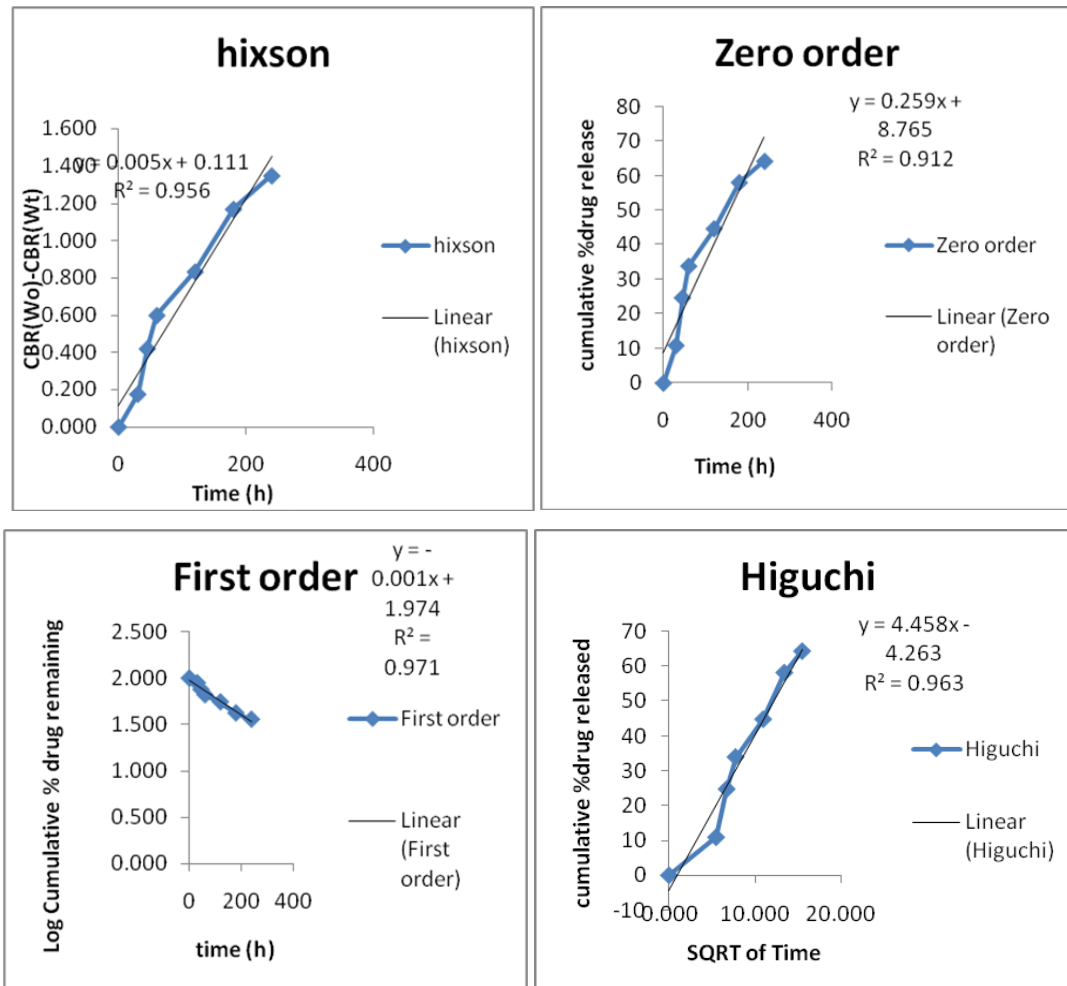 hixson
CBR(Wo)-CBR(Wt)
1.600
1.400
1.200
1.000
0.800
0.600
0.400
0.200
0.000
y = 0.005x + 0.111
R² = 0.956
hixson
Linear
(hixson)
0 200 400
Time (h)
Zero order
cumulative %drug release
80
70
60
50
40
30
20
10
0
y = 0.259x +
8.765
R² = 0.912
Zero order
Linear (Zero
order)
0 200 400
Time (h)
First order
y = -
0.001x +
1.974
R² =
0.971
Log Cumulative % drug remaining
2.500
2.000
1.500
1.000
0.500
0.000
First order
Linear
(First
order)
0 200 400
time (h)
Higuchi
cumulative %drug released
70
60
50
40
30
20
10
0
-10
y = 4.458x -
4.263
R² = 0.963
Higuchi
Linear
(Higuchi)
0.000 10.000 20.000
SQRT of Time